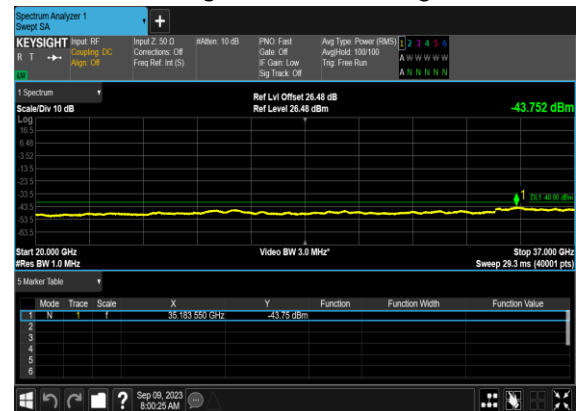 Spectrum Analyzer 1
Swept SA
+
KEYSIGHT Input: RF Input Z: 50 Ω #Atten: 10 dB PNO: Fast Avg Type: Power (RMS) 1 2 3 4 5 6
R T Coupling: DC Corrections: Off Gate: Off Avg|Hold: 100/100 A W W W W W
Align: Off Freq Ref: Int (S) IF Gain: Low Trig: Free Run
LW Sig Track: Off A N N N N N
1 Spectrum
Ref Lvl Offset 26.48 dB
Scale/Div 10 dB Ref Level 26.48 dBm -43.752 dBm
Log
16.5
6.48
-3.52
-13.5
-23.5
-33.5
1 DL1 -40.00 dBm
-43.5
-53.5
-63.5
Start 20.000 GHz Video BW 3.0 MHz* Stop 37.000 GHz
#Res BW 1.0 MHz Sweep 29.3 ms (40001 pts)
5 Marker Table
Mode Trace Scale X Y Function Function Width Function Value
1 N 1 f 35.183 550 GHz -43.75 dBm
2
3
4
5
6
? Sep 09, 2023
8:00:25 AM